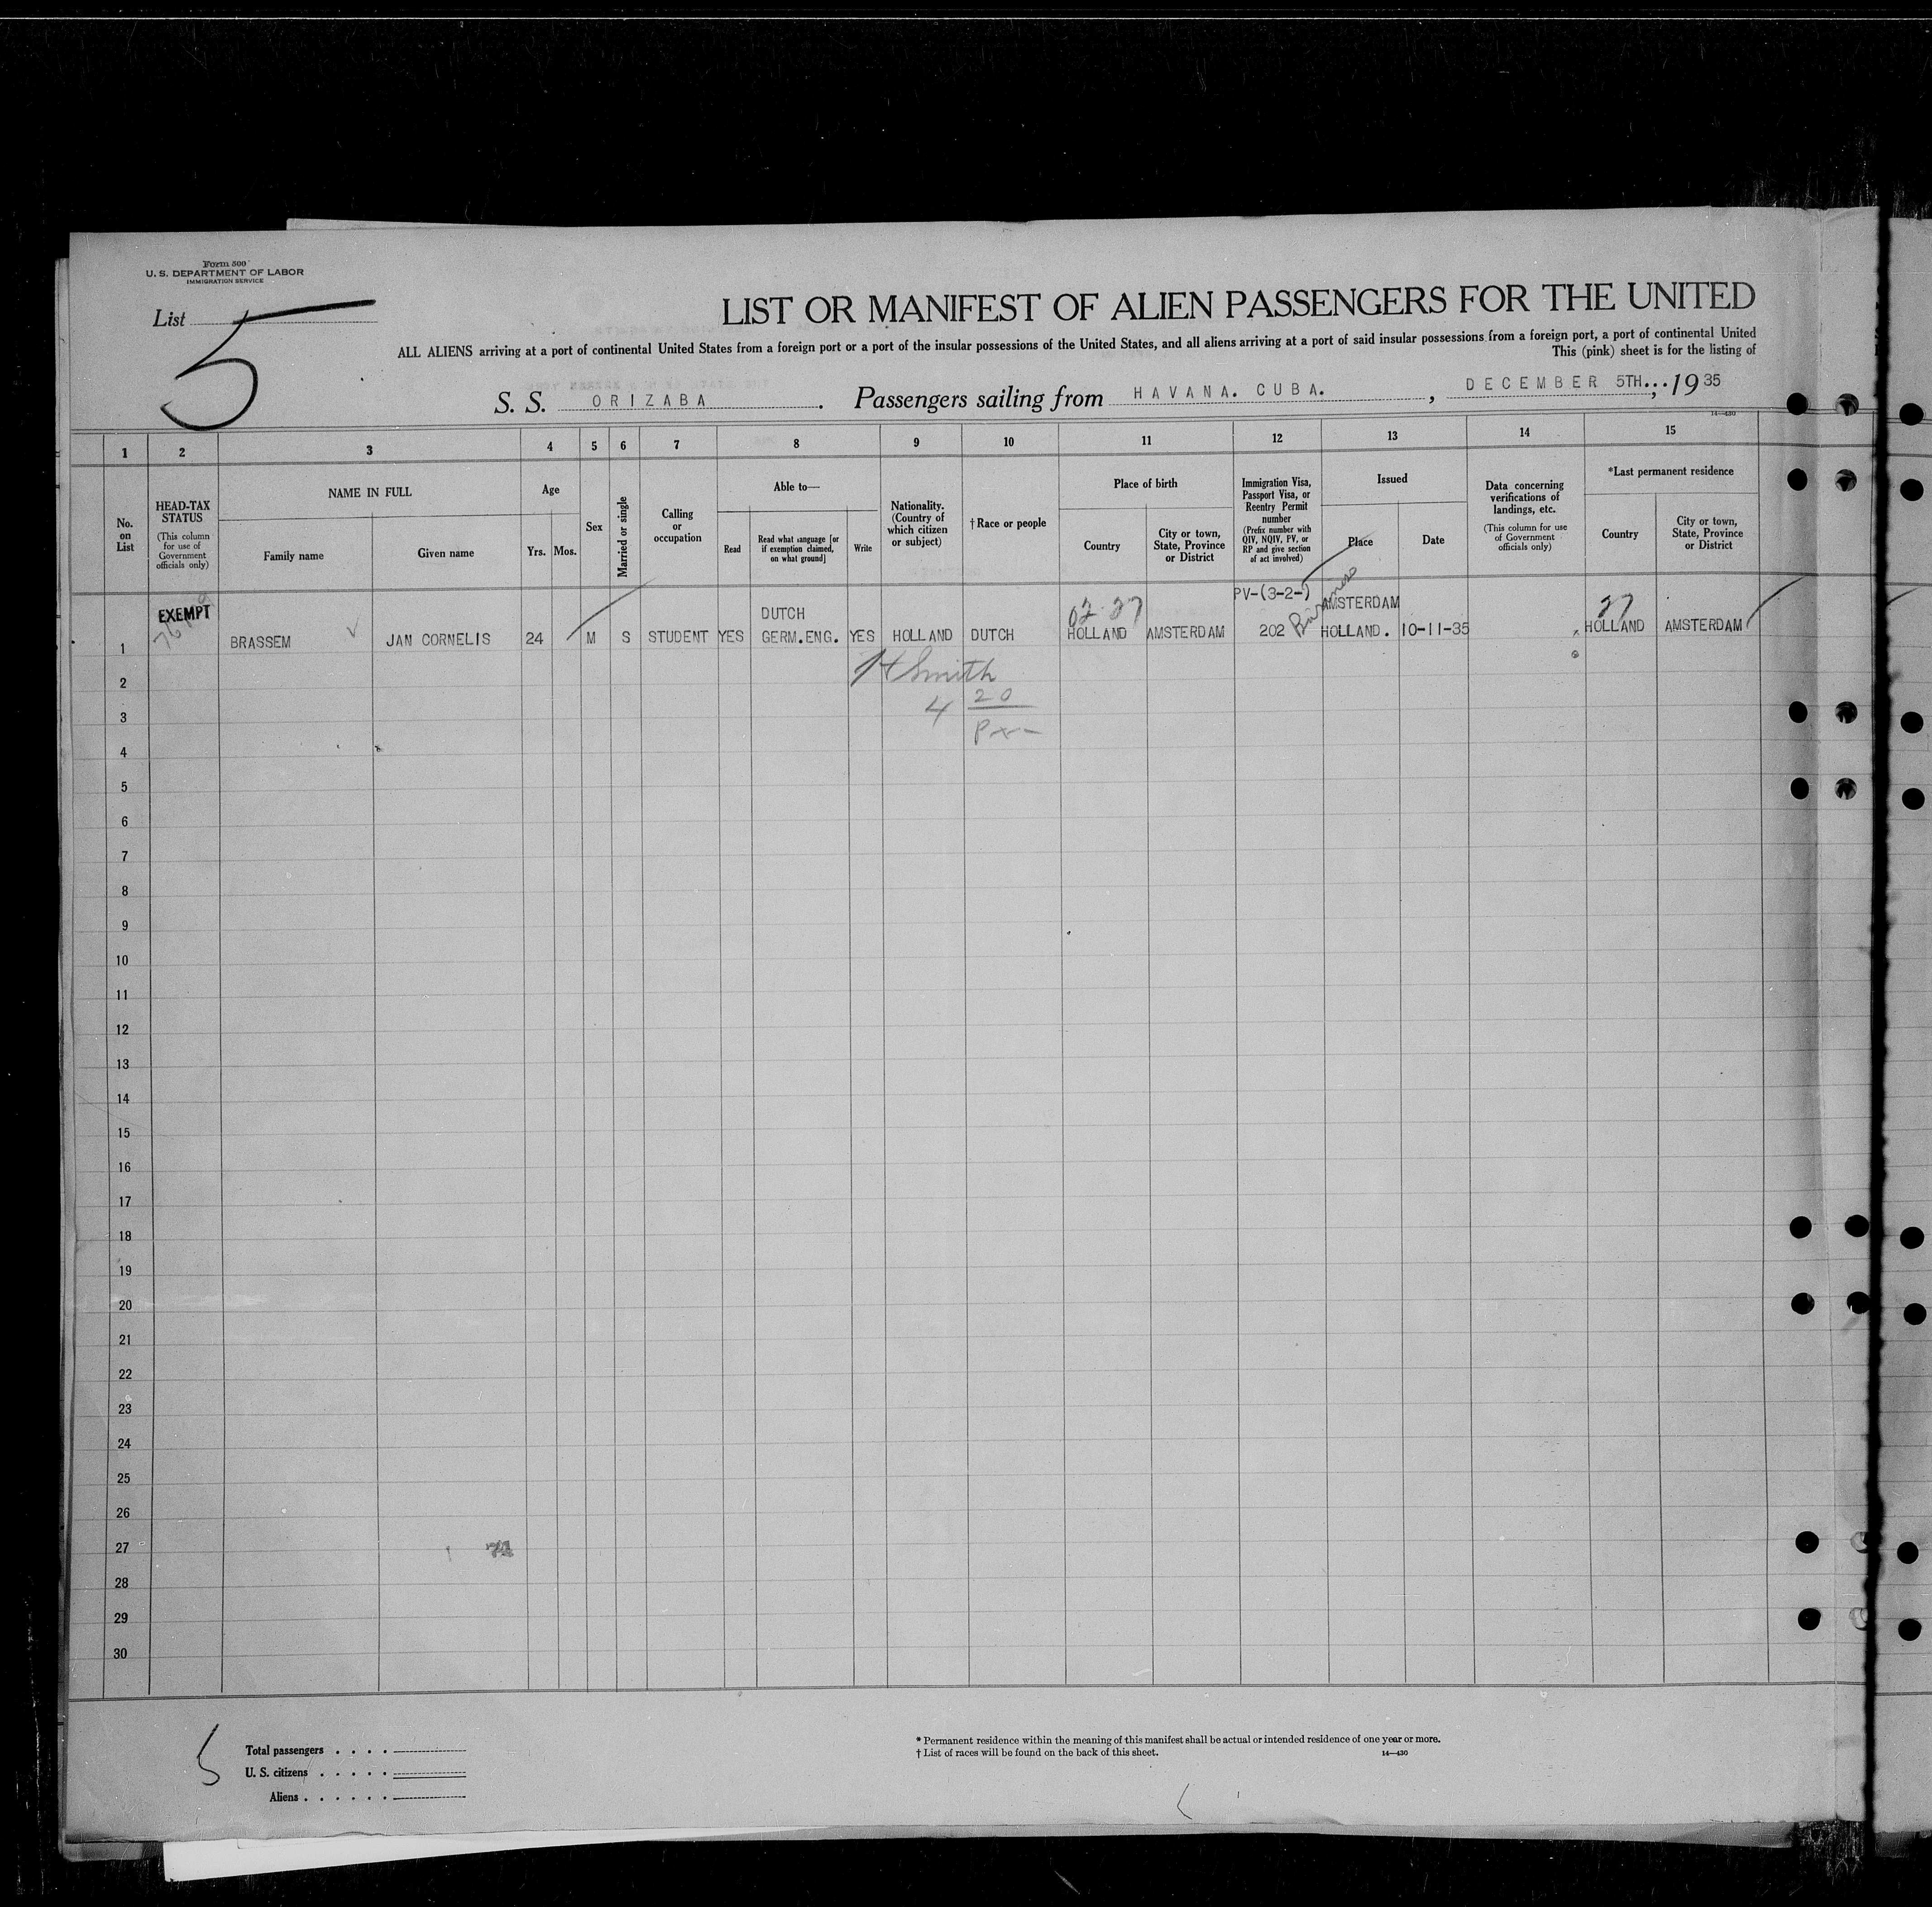 Form 500
U. S. DEPARTMENT OF LABOR
IMMIGRATION SERVICE
List 5
LIST OR MANIFEST OF ALIEN PASSENGERS FOR THE UNITED
ALL ALIENS arriving at a port of continental United States from a foreign port or a port of the insular possessions of the United States, and all aliens arriving at a port of said insular possessions from a foreign port, a port of continental United
This (pink) sheet is for the listing of
S. S. ORIZABA. Passengers sailing from HAVANA. CUBA., DECEMBER 5TH..., 1935
14—430
1 2 3 4 5 6 7 8 9 10 11 12 13 14 15
No. on List
HEAD-TAX STATUS
(This column for use of Government officials only)
NAME IN FULL
Family name
Given name
Age
Yrs. Mos.
Sex
Married or single
Calling or occupation
Able to—
Read
Read what language [or if exemption claimed, on what ground]
Write
Nationality. (Country of which citizen or subject)
† Race or people
Place of birth
Country
City or town, State, Province or District
Immigration Visa, Passport Visa, or Reentry Permit number
(Prefix number with QIV, NQIV, PV, or RP and give section of act involved)
Issued
Place
Date
Data concerning verifications of landings, etc.
(This column for use of Government officials only)
*Last permanent residence
Country
City or town, State, Province or District
EXEMPT DUTCH 02-27 PV-(3-2-) AMSTERDAM 27
1 BRASSEM JAN CORNELIS 24 M S STUDENT YES GERM.ENG. YES HOLLAND DUTCH HOLLAND AMSTERDAM 202 HOLLAND. 10-11-35 HOLLAND AMSTERDAM
Smith
2
4 20
3
4
5
6
7
8
9
10
11
12
13
14
15
16
17
18
19
20
21
22
23
24
25
26
27
28
29
30
5
Total passengers . . . .
U. S. citizens . . . . .
Aliens . . . . . .
* Permanent residence within the meaning of this manifest shall be actual or intended residence of one year or more.
† List of races will be found on the back of this sheet.
14—430